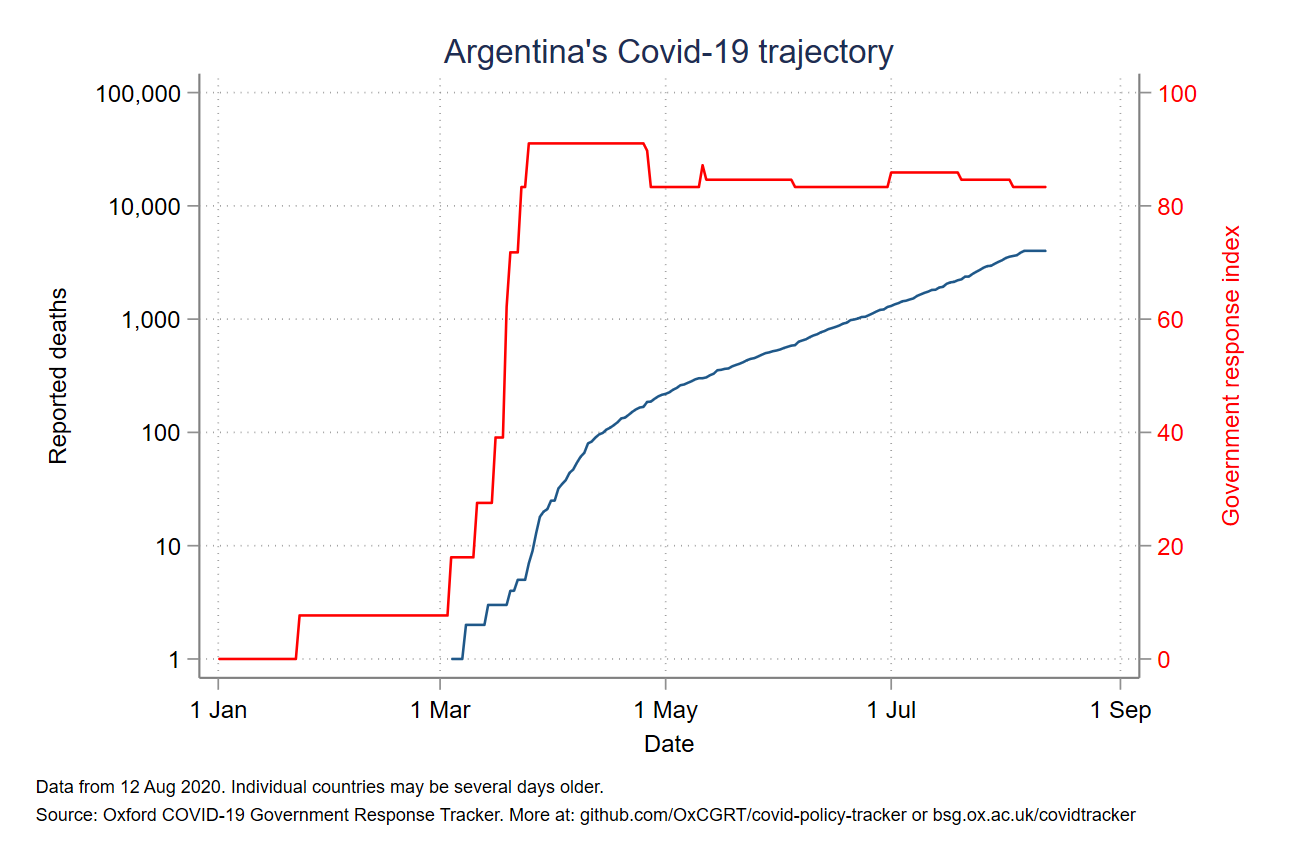 Argentina's Covid-19 trajectory
100,000
10,000
1,000
100
10
1
Reported deaths
100
80
60
40
20
0
Government response index
1 Jan
1 Mar
1 May
1 Jul
1 Sep
Date
Data from 12 Aug 2020. Individual countries may be several days older.
Source: Oxford COVID-19 Government Response Tracker. More at: github.com/OxCGRT/covid-policy-tracker or bsg.ox.ac.uk/covidtracker